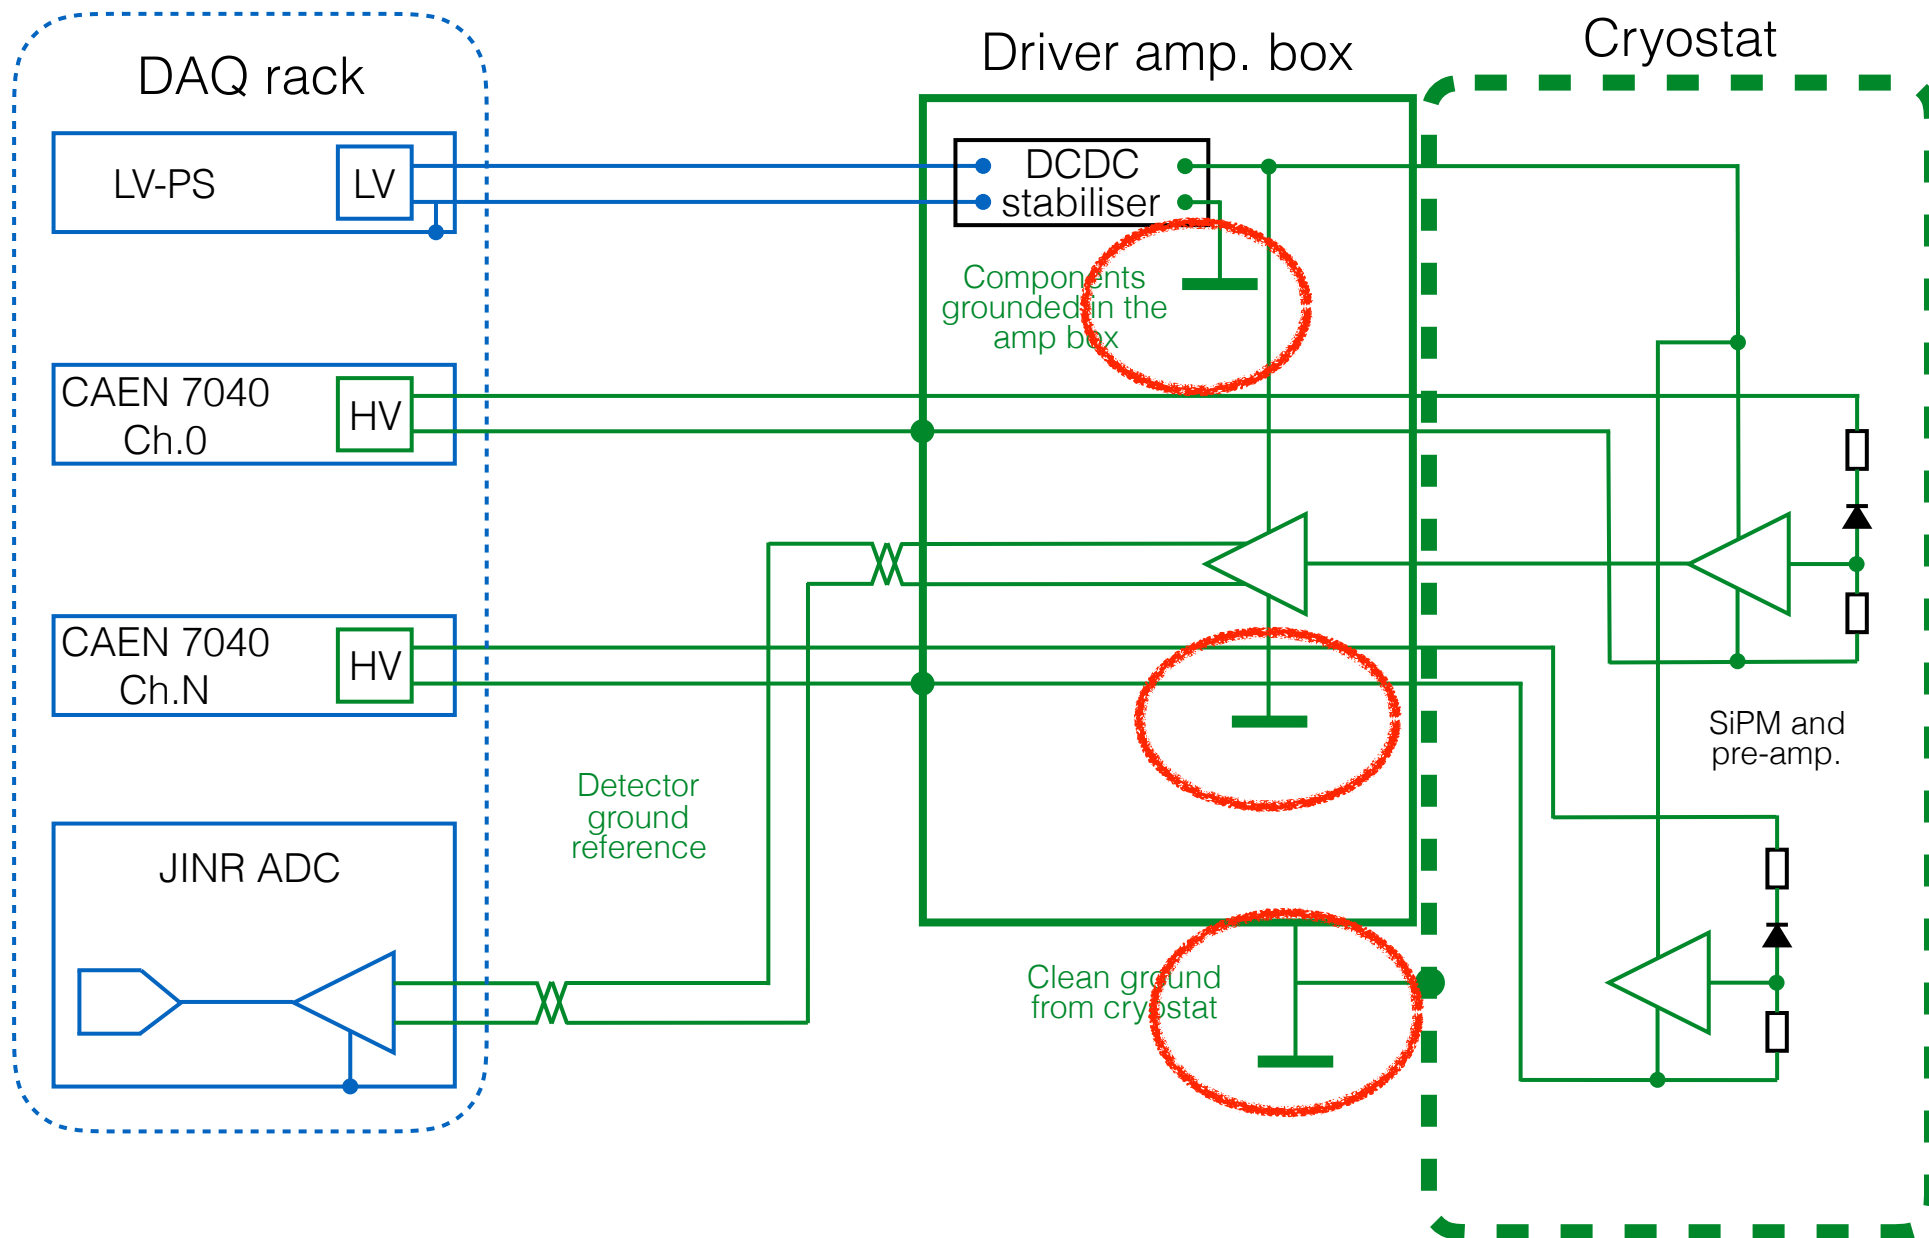 DAQ rack
LV-PS
LV
CAEN 7040
Ch.0
HV
CAEN 7040
Ch.N
HV
JINR ADC
Detector
ground
reference
Driver amp. box
DCDC
stabiliser
Components
grounded in the
amp box
Clean ground
from cryostat
Cryostat
SiPM and
pre-amp.